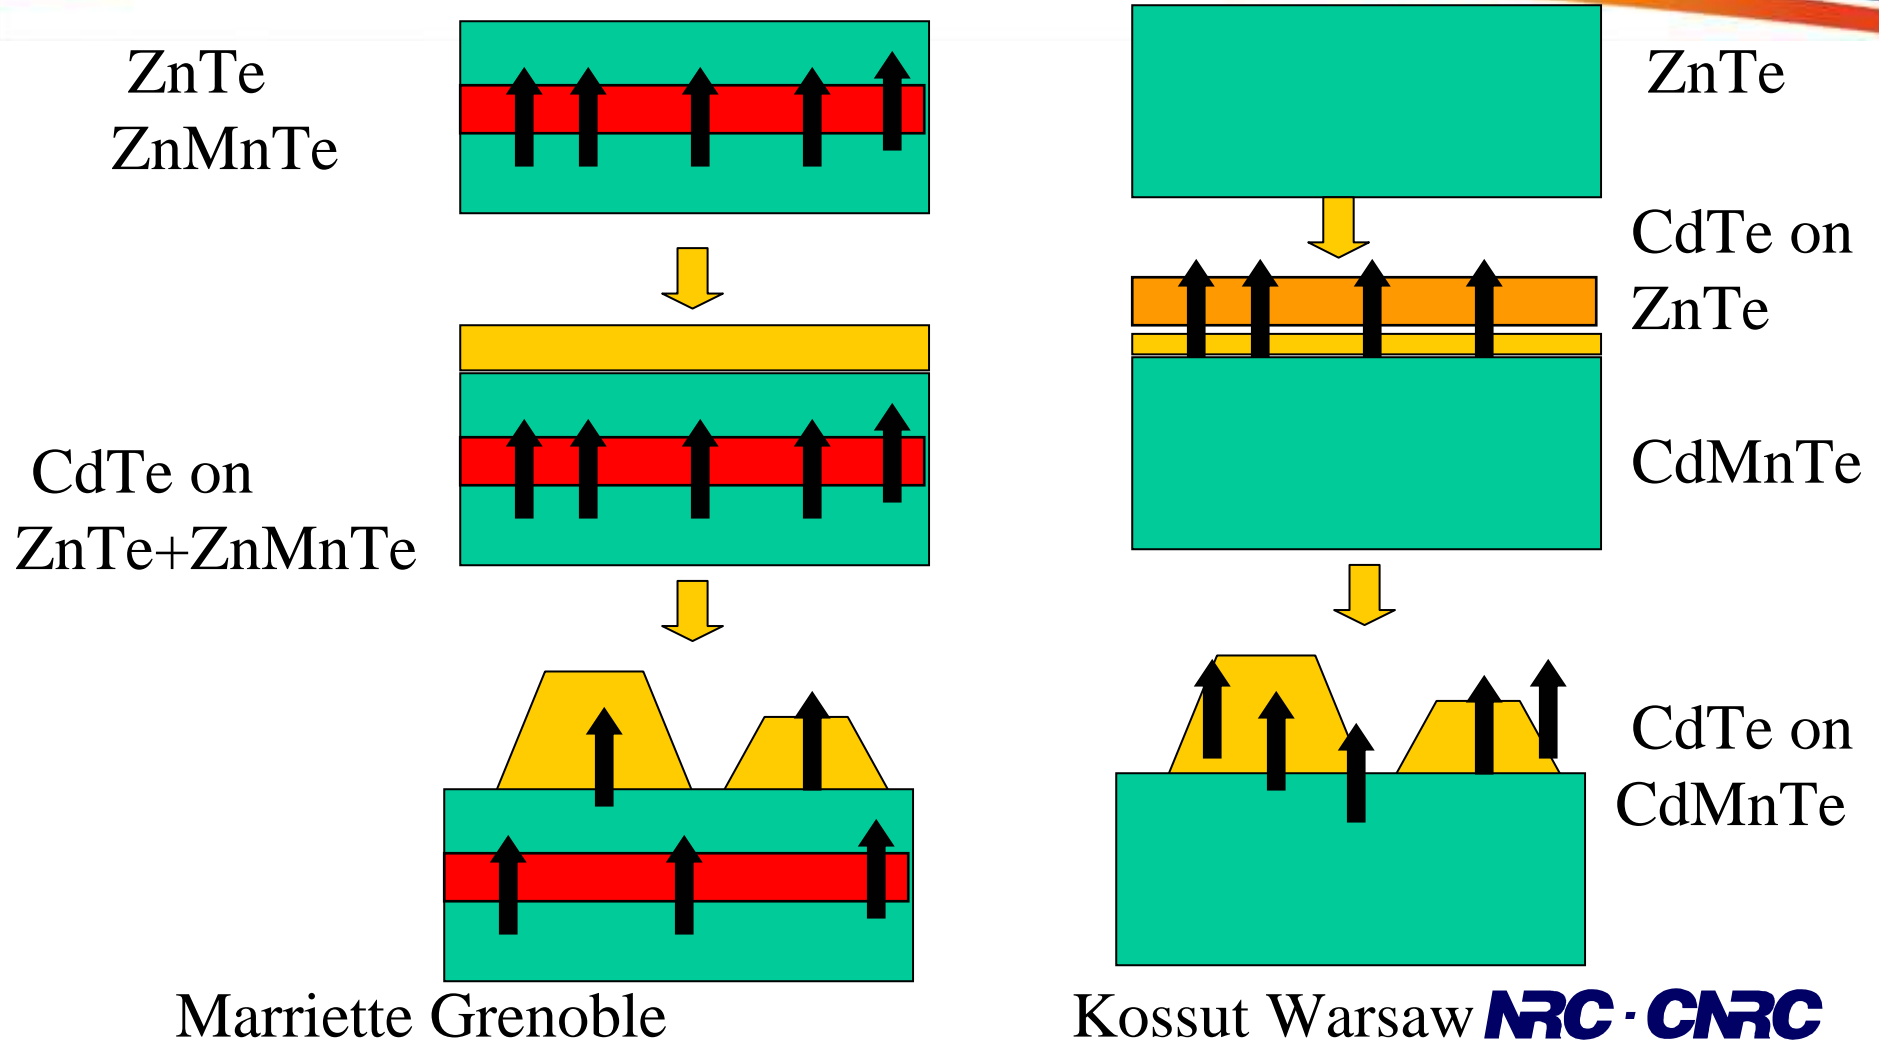 ZnTe
ZnMnTe
CdTe on
ZnTe+ZnMnTe
Marriette Grenoble
ZnTe
CdTe on
ZnTe
CdMnTe
CdTe on
CdMnTe
Kossut Warsaw
NRC · CNRC